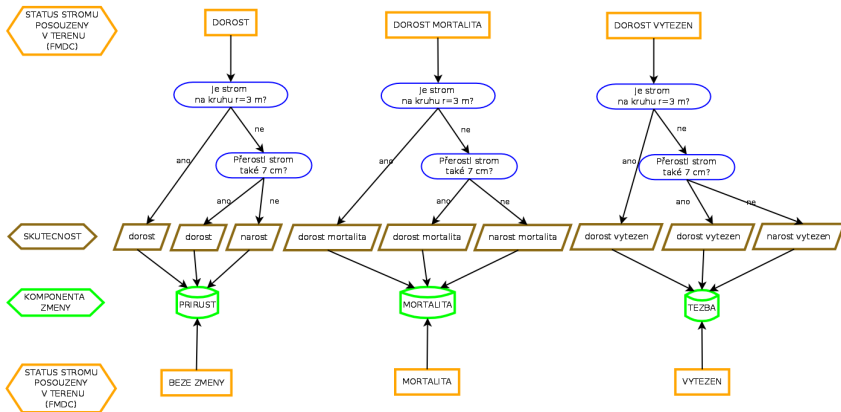 STATUS STROMU
POSOUZENY
V TERENU
(FMDC)
DOROST
DOROST MORTALITA
DOROST VYTEZEN
Je strom
na kruhu r=3 m?
Je strom
na kruhu r=3 m?
Je strom
na kruhu r=3 m?
ne
ne
ne
ano
ano
ano
Přerostl strom
také 7 cm?
Přerostl strom
také 7 cm?
Přerostl strom
také 7 cm?
ano
ne
ano
ne
ano
ne
SKUTECNOST
dorost
dorost
narost
dorost mortalita
dorost mortalita
narost mortalita
dorost vytezen
dorost vytezen
narost vytezen
KOMPONENTA
ZMENY
PRIRUST
MORTALITA
TEZBA
STATUS STROMU
POSOUZENY
V TERENU
(FMDC)
BEZE ZMENY
MORTALITA
VYTEZEN